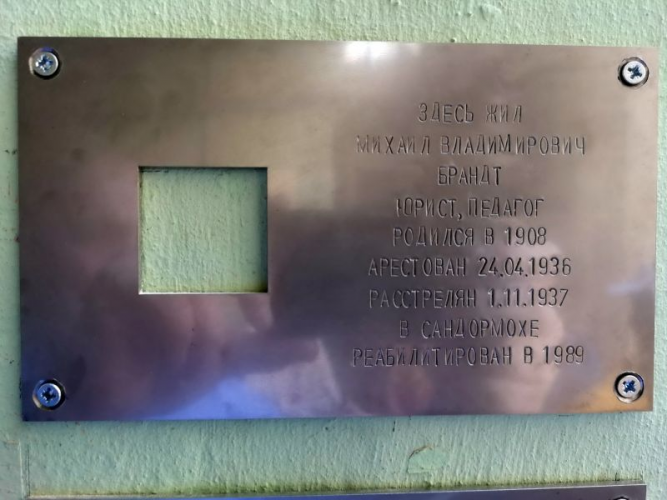 ЗДЕСЬ ЖИЛ
МИХАИЛ ВЛАДИМИРОВИЧ
БРАНДТ
ЮРИСТ, ПЕДАГОГ
РОДИЛСЯ В 1908
АРЕСТОВАН 24.04.1936
РАССТРЕЛЯН 1.11.1937
В САНДОРМОХЕ
РЕАБИЛИТИРОВАН В 1989